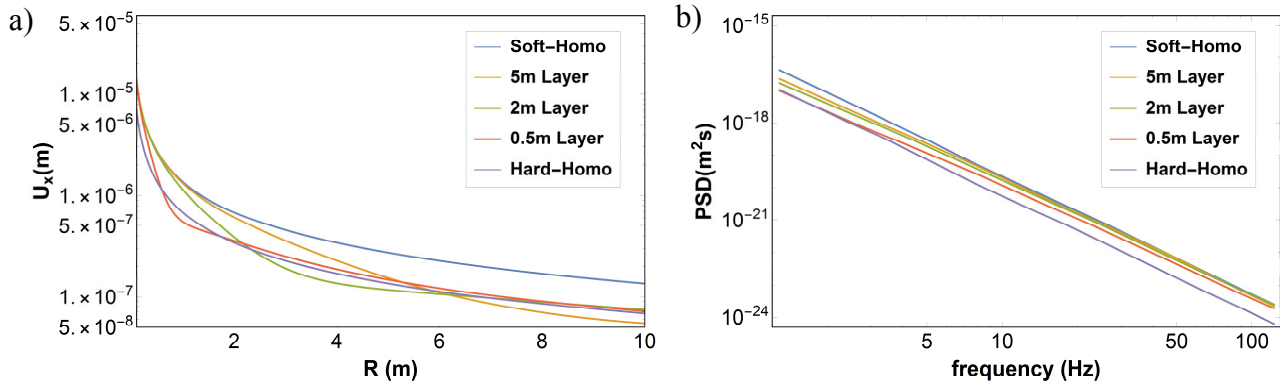 a)
5. × 10⁻⁵
1. × 10⁻⁵
5. × 10⁻⁶
1. × 10⁻⁶
5. × 10⁻⁷
1. × 10⁻⁷
5. × 10⁻⁸
Uₓ(m)
2 4 6 8 10
R (m)
Soft–Homo
5m Layer
2m Layer
0.5m Layer
Hard–Homo
b)
10⁻¹⁵
10⁻¹⁸
10⁻²¹
10⁻²⁴
PSD(m²s)
5 10 50 100
frequency (Hz)
Soft–Homo
5m Layer
2m Layer
0.5m Layer
Hard–Homo